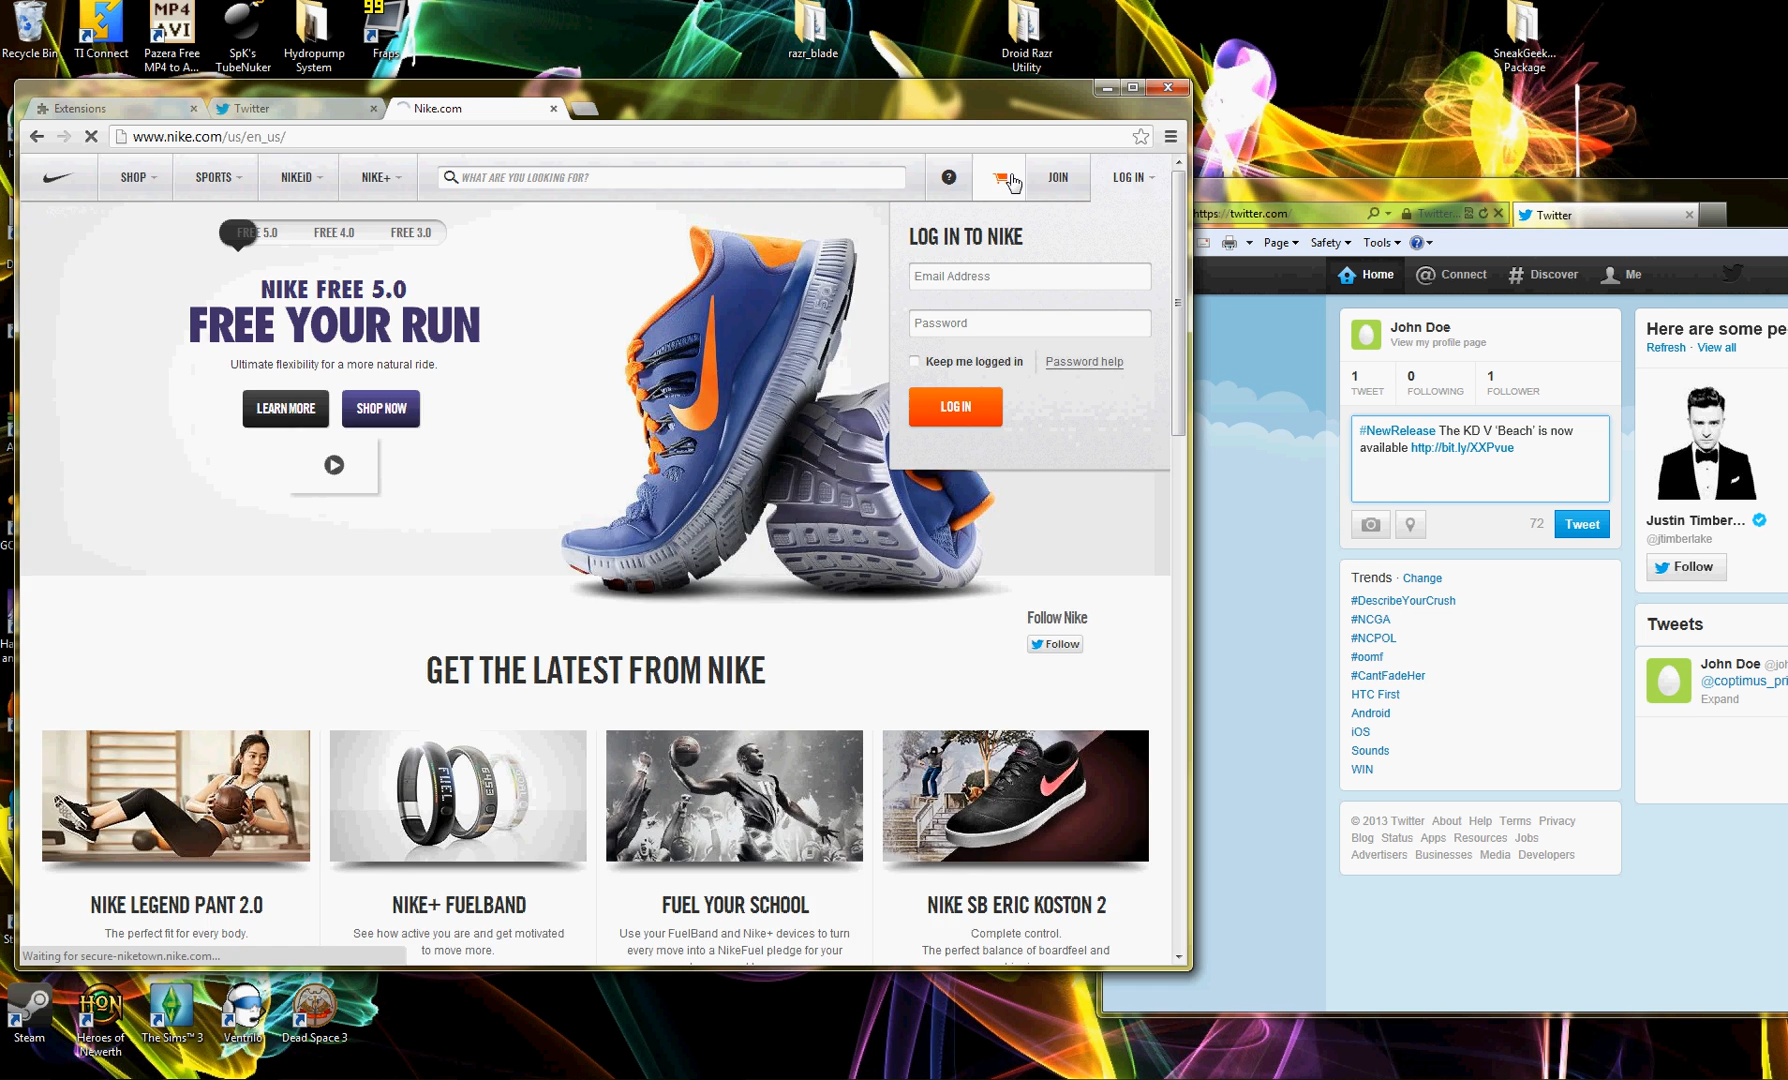 Recycle Bin
TI Connect
Pazera Free
MP4 to A...
SpK's
TubeNuker
Hydropump
System
99
Fraps
razr_blade
Droid Razr
Utility
SneakGeek...
Package
MP4
AVI
Extensions
Twitter
Nike.com
www.nike.com/us/en_us/
SHOP
SPORTS
NIKEiD
NIKE+
WHAT ARE YOU LOOKING FOR?
?
JOIN
LOG IN
FREE 5.0
FREE 4.0
FREE 3.0
NIKE FREE 5.0
FREE YOUR RUN
Ultimate flexibility for a more natural ride.
LEARN MORE
SHOP NOW
LOG IN TO NIKE
Email Address
Password
Keep me logged in
Password help
LOG IN
Follow Nike
Follow
GET THE LATEST FROM NIKE
FUEL
NIKE LEGEND PANT 2.0
The perfect fit for every body.
NIKE+ FUELBAND
See how active you are and get motivated
to move more.
FUEL YOUR SCHOOL
Use your FuelBand and Nike+ devices to turn
every move into a NikeFuel pledge for your
NIKE SB ERIC KOSTON 2
Complete control.
The perfect balance of boardfeel and
Waiting for secure-niketown.nike.com...
https://twitter.com/
Twitter...
Twitter
Page
Safety
Tools
Home
Connect
Discover
Me
John Doe
View my profile page
1
TWEET
0
FOLLOWING
1
FOLLOWER
#NewRelease The KD V ‘Beach’ is now
available http://bit.ly/XXPvue
72
Tweet
Trends · Change
#DescribeYourCrush
#NCGA
#NCPOL
#oomf
#CantFadeHer
HTC First
Android
iOS
Sounds
WIN
© 2013 Twitter About Help Terms Privacy
Blog Status Apps Resources Jobs
Advertisers Businesses Media Developers
Here are some pe
Refresh · View all
Justin Timber...
@jtimberlake
Follow
Tweets
John Doe @joh
@coptimus_pri
Expand
Steam
HON
Heroes of
Newerth
The Sims™ 3
Ventrilo
Dead Space 3